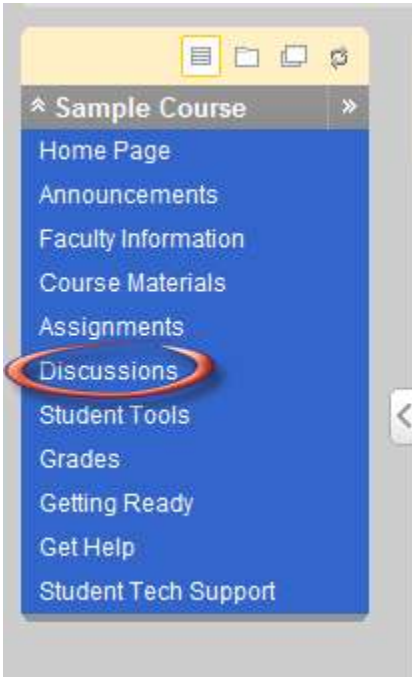 Sample Course
Home Page
Announcements
Faculty Information
Course Materials
Assignments
Discussions
Student Tools
Grades
Getting Ready
Get Help
Student Tech Support